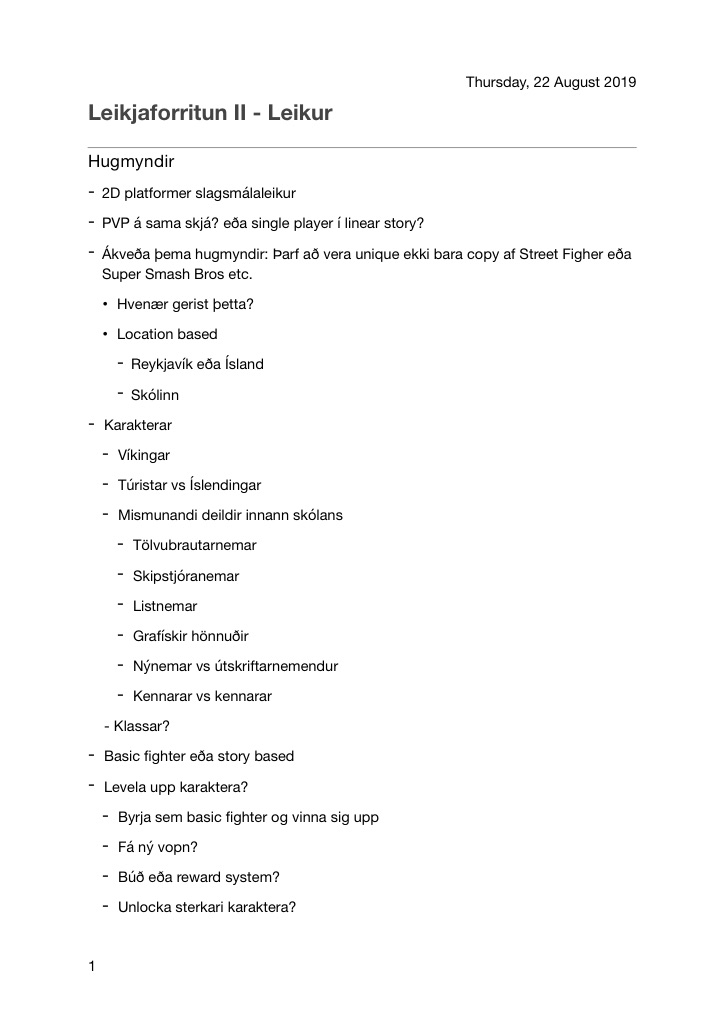 Thursday, 22 August 2019
Leikjaforritun II - Leikur
Hugmyndir
- 2D platformer slagsmálaleikur
- PVP á sama skjá? eða single player í linear story?
- Ákveða þema hugmyndir: Þarf að vera unique ekki bara copy af Street Figher eða
Super Smash Bros etc.
• Hvenær gerist þetta?
• Location based
- Reykjavík eða Ísland
- Skólinn
- Karakterar
- Víkingar
- Túristar vs Íslendingar
- Mismunandi deildir innann skólans
- Tölvubrautarnemar
- Skipstjóranemar
- Listnemar
- Grafískir hönnuðir
- Nýnemar vs útskriftarnemendur
- Kennarar vs kennarar
- Klassar?
- Basic fighter eða story based
- Levela upp karaktera?
- Byrja sem basic fighter og vinna sig upp
- Fá ný vopn?
- Búð eða reward system?
- Unlocka sterkari karaktera?
1